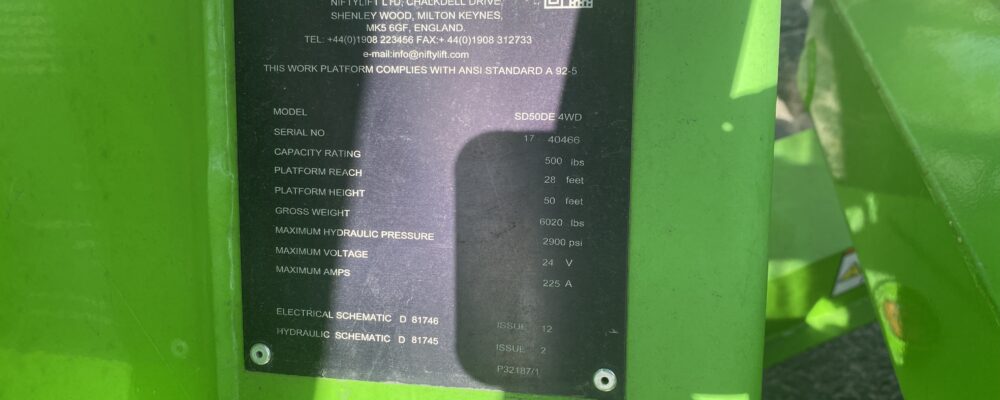 NIFTYLIFT LTD, CHALKDELL DRIVE,
SHENLEY WOOD, MILTON KEYNES,
MK5 6GF, ENGLAND.
TEL: +44(0)1908 223456 FAX:+ 44(0)1908 312733
e-mail:info@niftylift.com
THIS WORK PLATFORM COMPLIES WITH ANSI STANDARD A 92-5
MODEL SD50DE 4WD
SERIAL NO 17 40466
CAPACITY RATING 500 lbs
PLATFORM REACH 28 feet
PLATFORM HEIGHT 50 feet
GROSS WEIGHT 6020 lbs
MAXIMUM HYDRAULIC PRESSURE 2900 psi
MAXIMUM VOLTAGE 24 V
MAXIMUM AMPS 225 A
ELECTRICAL SCHEMATIC D 81746 ISSUE 12
HYDRAULIC SCHEMATIC D 81745 ISSUE 2
P32187/1